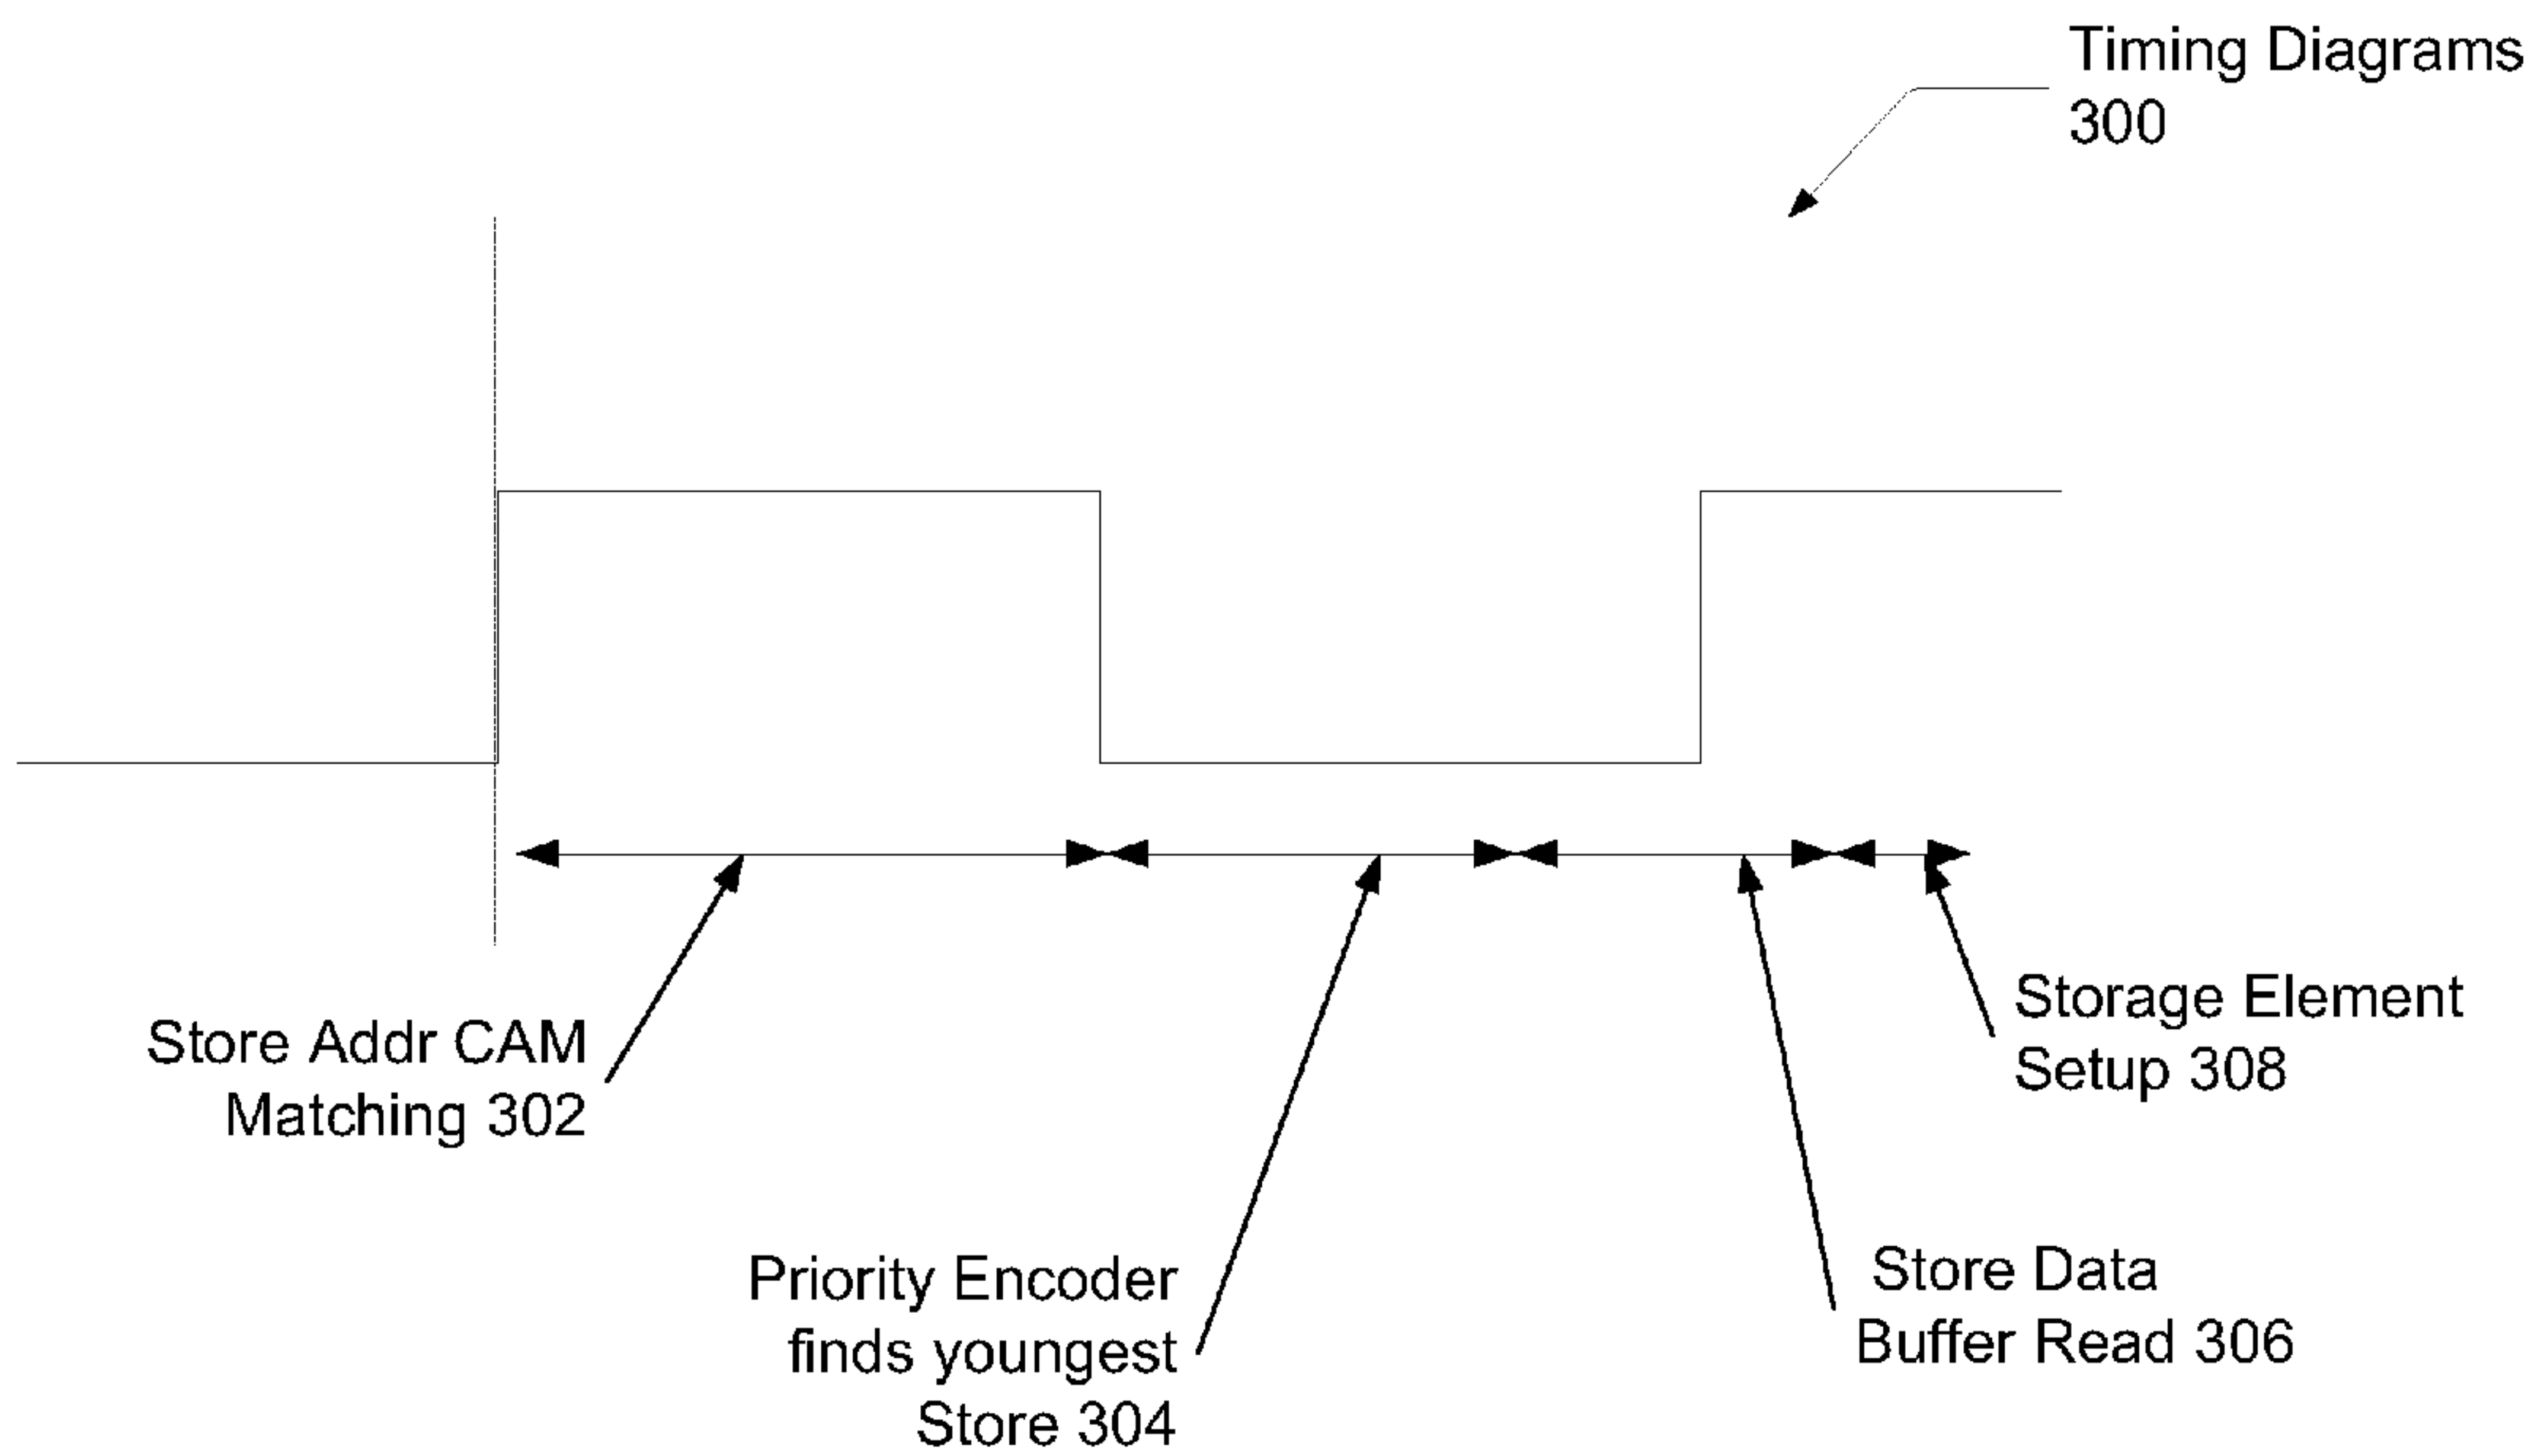 Timing Diagrams
300
Store Addr CAM
Matching 302
Storage Element
Setup 308
Priority Encoder
finds youngest
Store 304
Store Data
Buffer Read 306